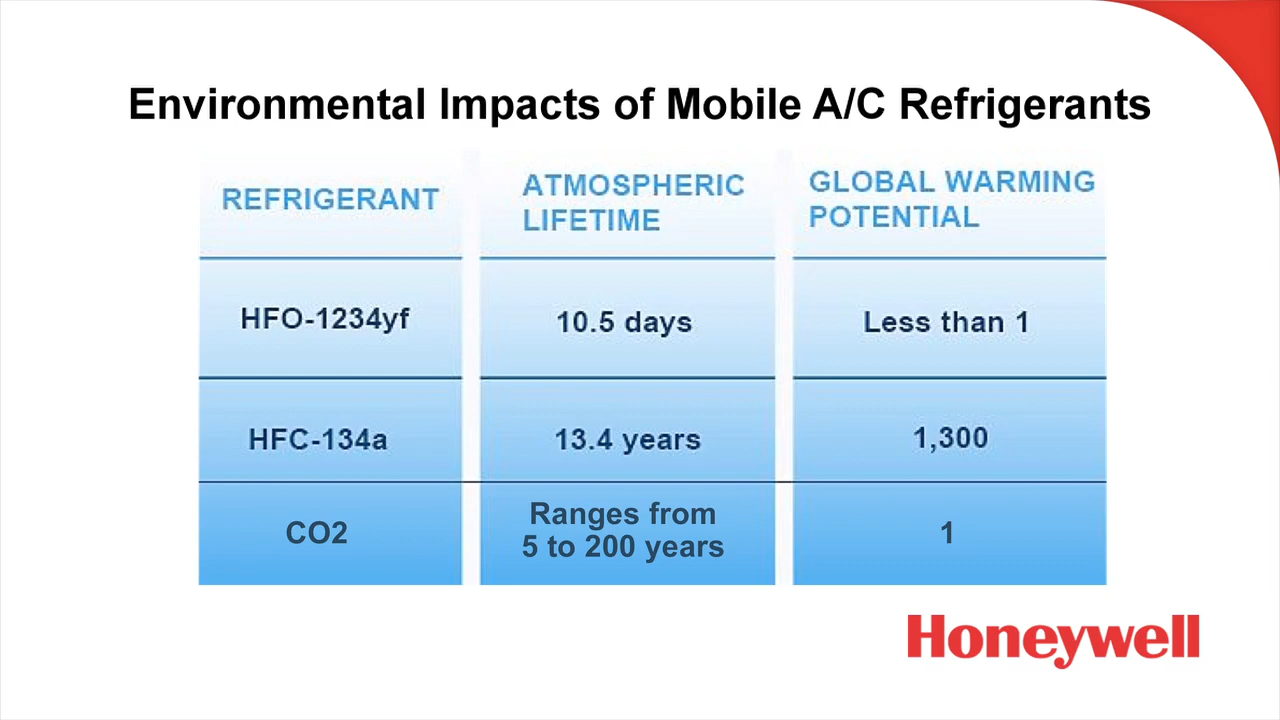 Environmental Impacts of Mobile A/C Refrigerants
REFRIGERANT
ATMOSPHERIC
LIFETIME
GLOBAL WARMING
POTENTIAL
HFO-1234yf
10.5 days
Less than 1
HFC-134a
13.4 years
1,300
CO2
Ranges from
5 to 200 years
1
Honeywell